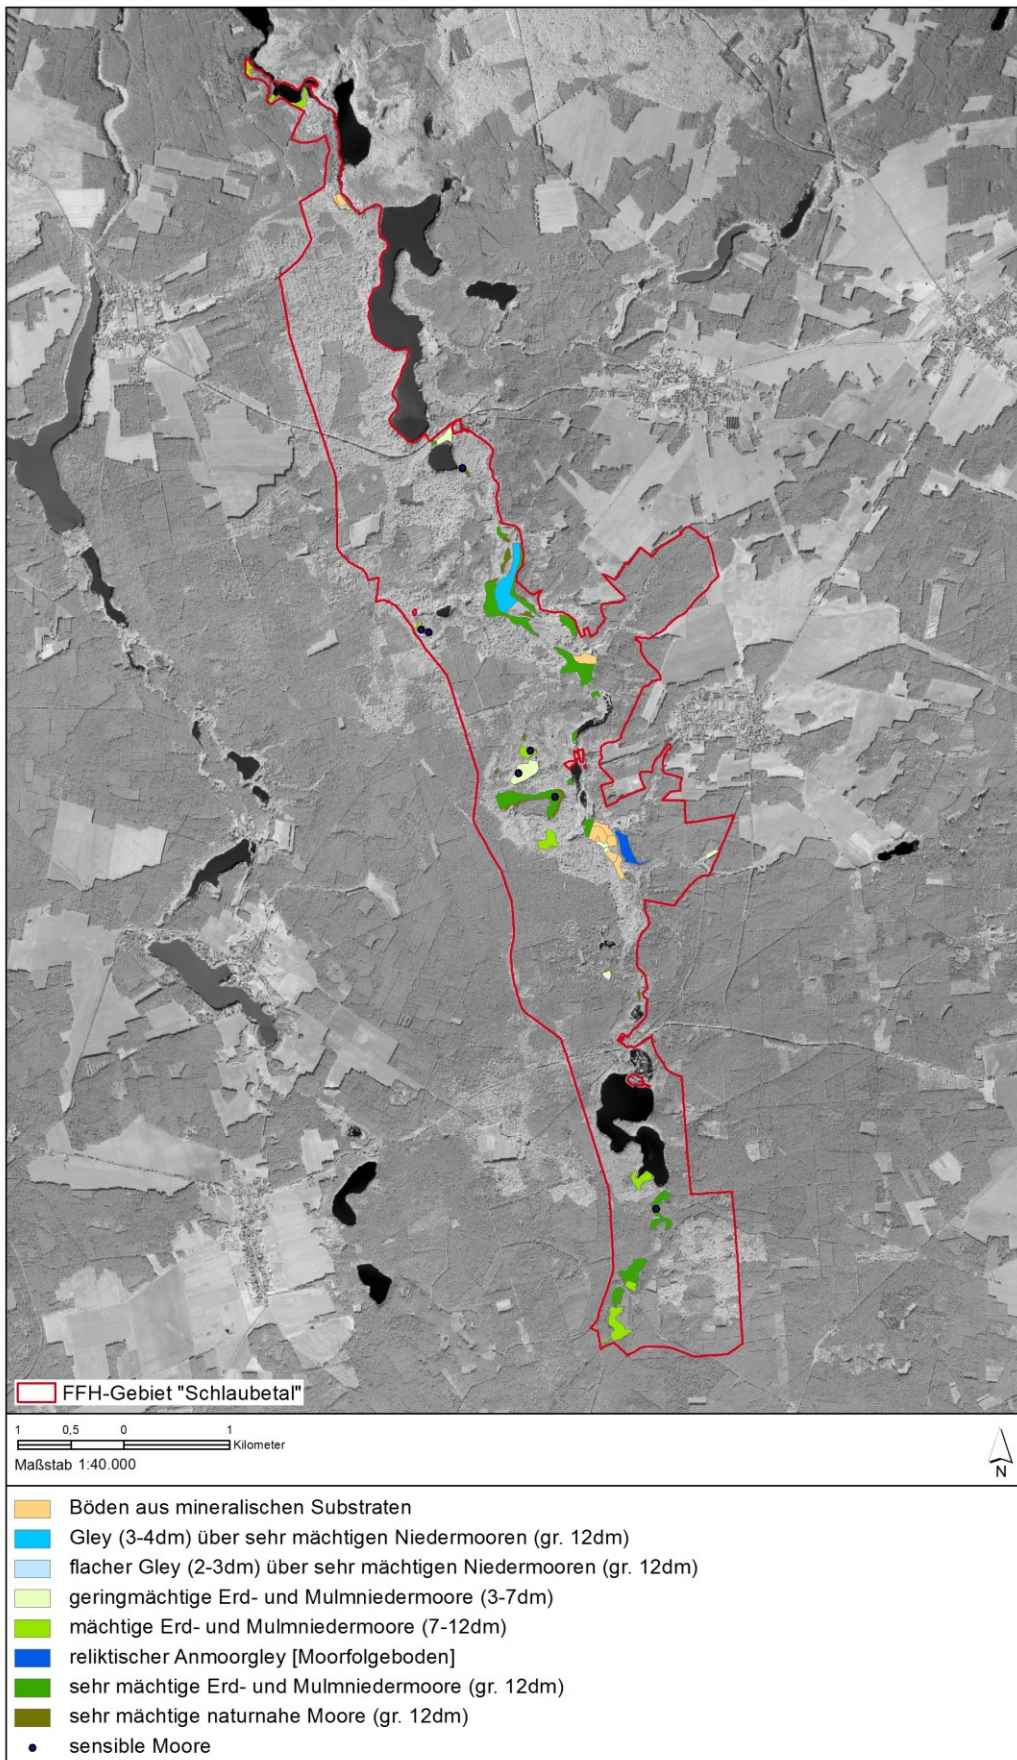 FFH-Gebiet "Schlaubetal"
1 0,5 0 1
Kilometer
Maßstab 1:40.000
N
Böden aus mineralischen Substraten
Gley (3-4dm) über sehr mächtigen Niedermooren (gr. 12dm)
flacher Gley (2-3dm) über sehr mächtigen Niedermooren (gr. 12dm)
geringmächtige Erd- und Mulmniedermoore (3-7dm)
mächtige Erd- und Mulmniedermoore (7-12dm)
reliktischer Anmoorgley [Moorfolgeboden]
sehr mächtige Erd- und Mulmniedermoore (gr. 12dm)
sehr mächtige naturnahe Moore (gr. 12dm)
sensible Moore